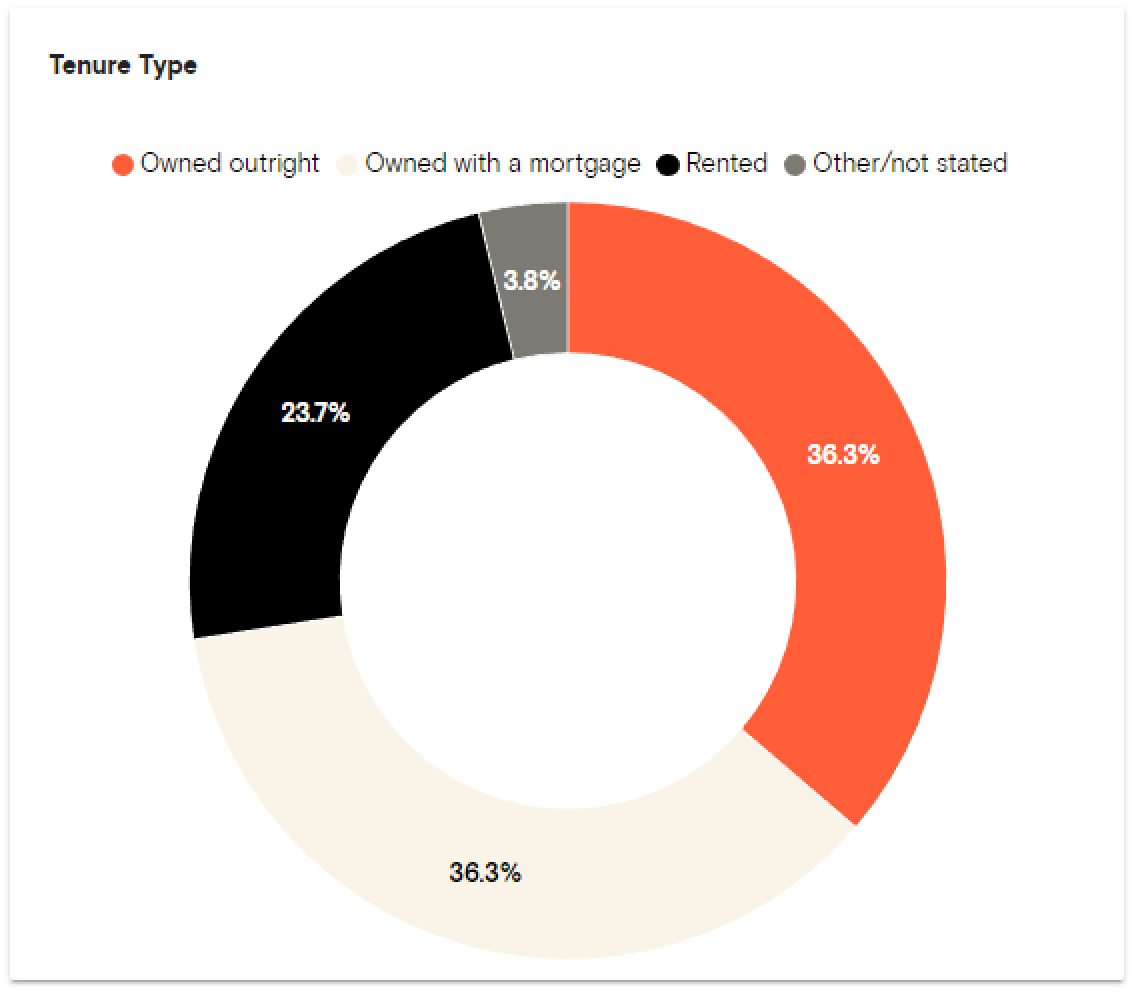 Tenure Type
Owned outright Owned with a mortgage Rented Other/not stated
3.8%
23.7%
36.3%
36.3%